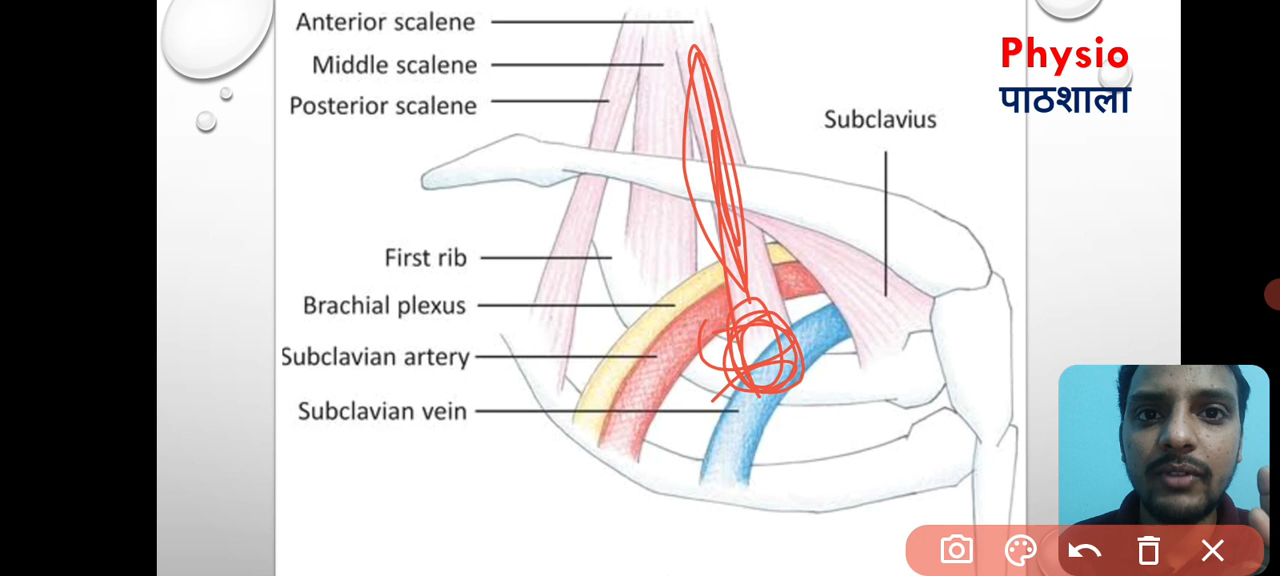 Anterior scalene
Middle scalene
Posterior scalene
Physio
पाठशाला
Subclavius
First rib
Brachial plexus
Subclavian artery
Subclavian vein